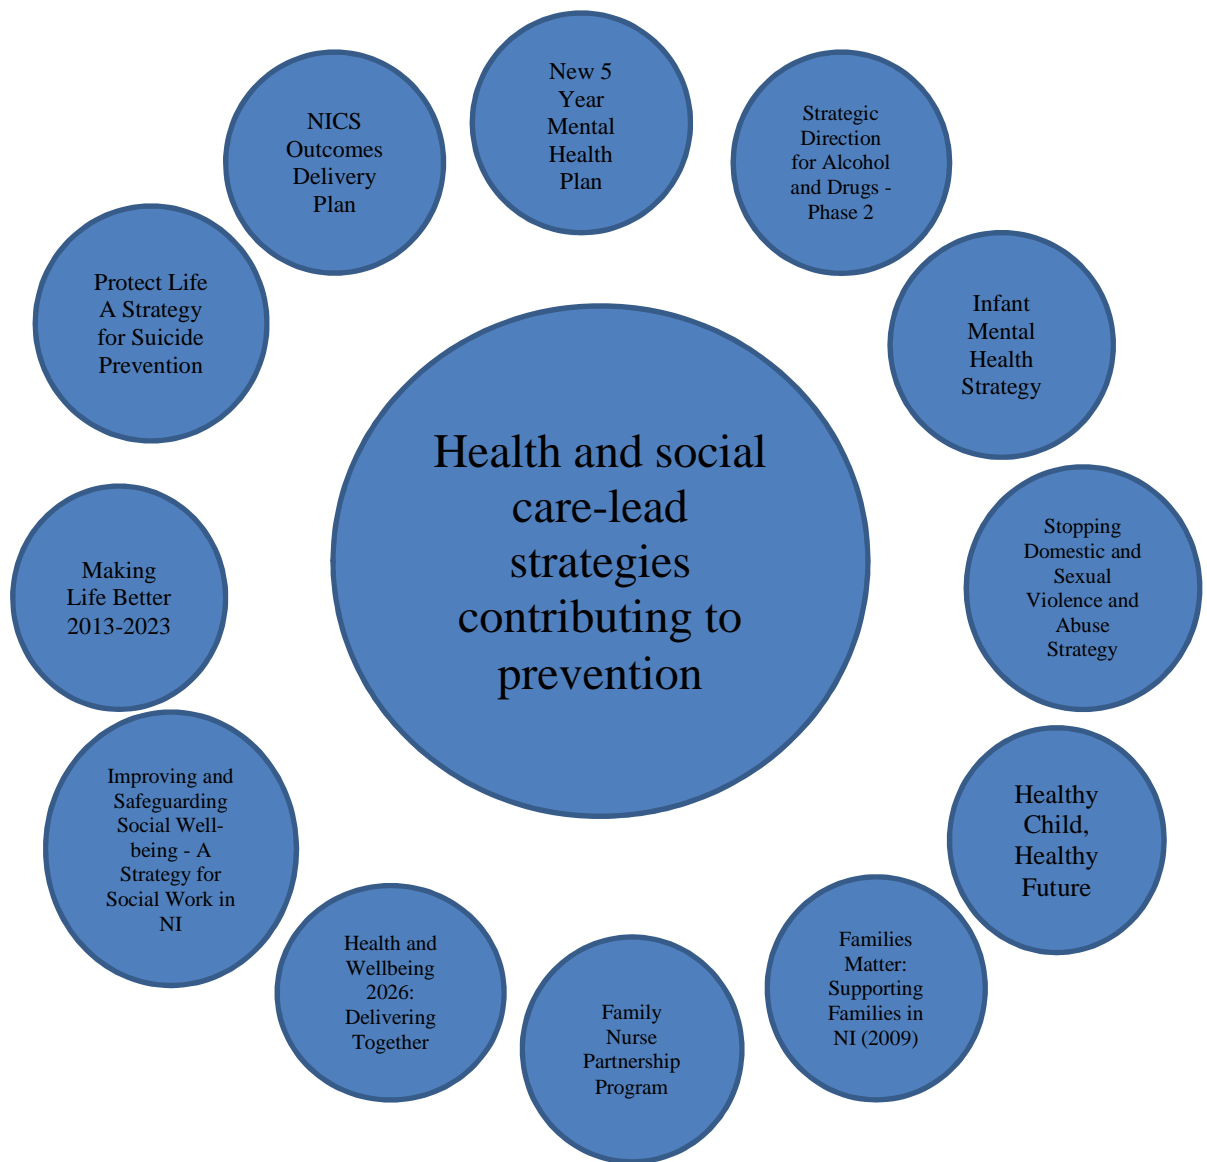 New 5
Year
Mental
Health
Plan
Strategic
Direction
for Alcohol
and Drugs -
Phase 2
Infant
Mental
Health
Strategy
Stopping
Domestic and
Sexual
Violence and
Abuse
Strategy
Healthy
Child,
Healthy
Future
Families
Matter:
Supporting
Families in
NI (2009)
Family
Nurse
Partnership
Program
Health and
Wellbeing
2026:
Delivering
Together
Improving and
Safeguarding
Social Well-
being - A
Strategy for
Social Work in
NI
Making
Life Better
2013-2023
Protect Life
A Strategy
for Suicide
Prevention
NICS
Outcomes
Delivery
Plan
Health and social
care-lead
strategies
contributing to
prevention